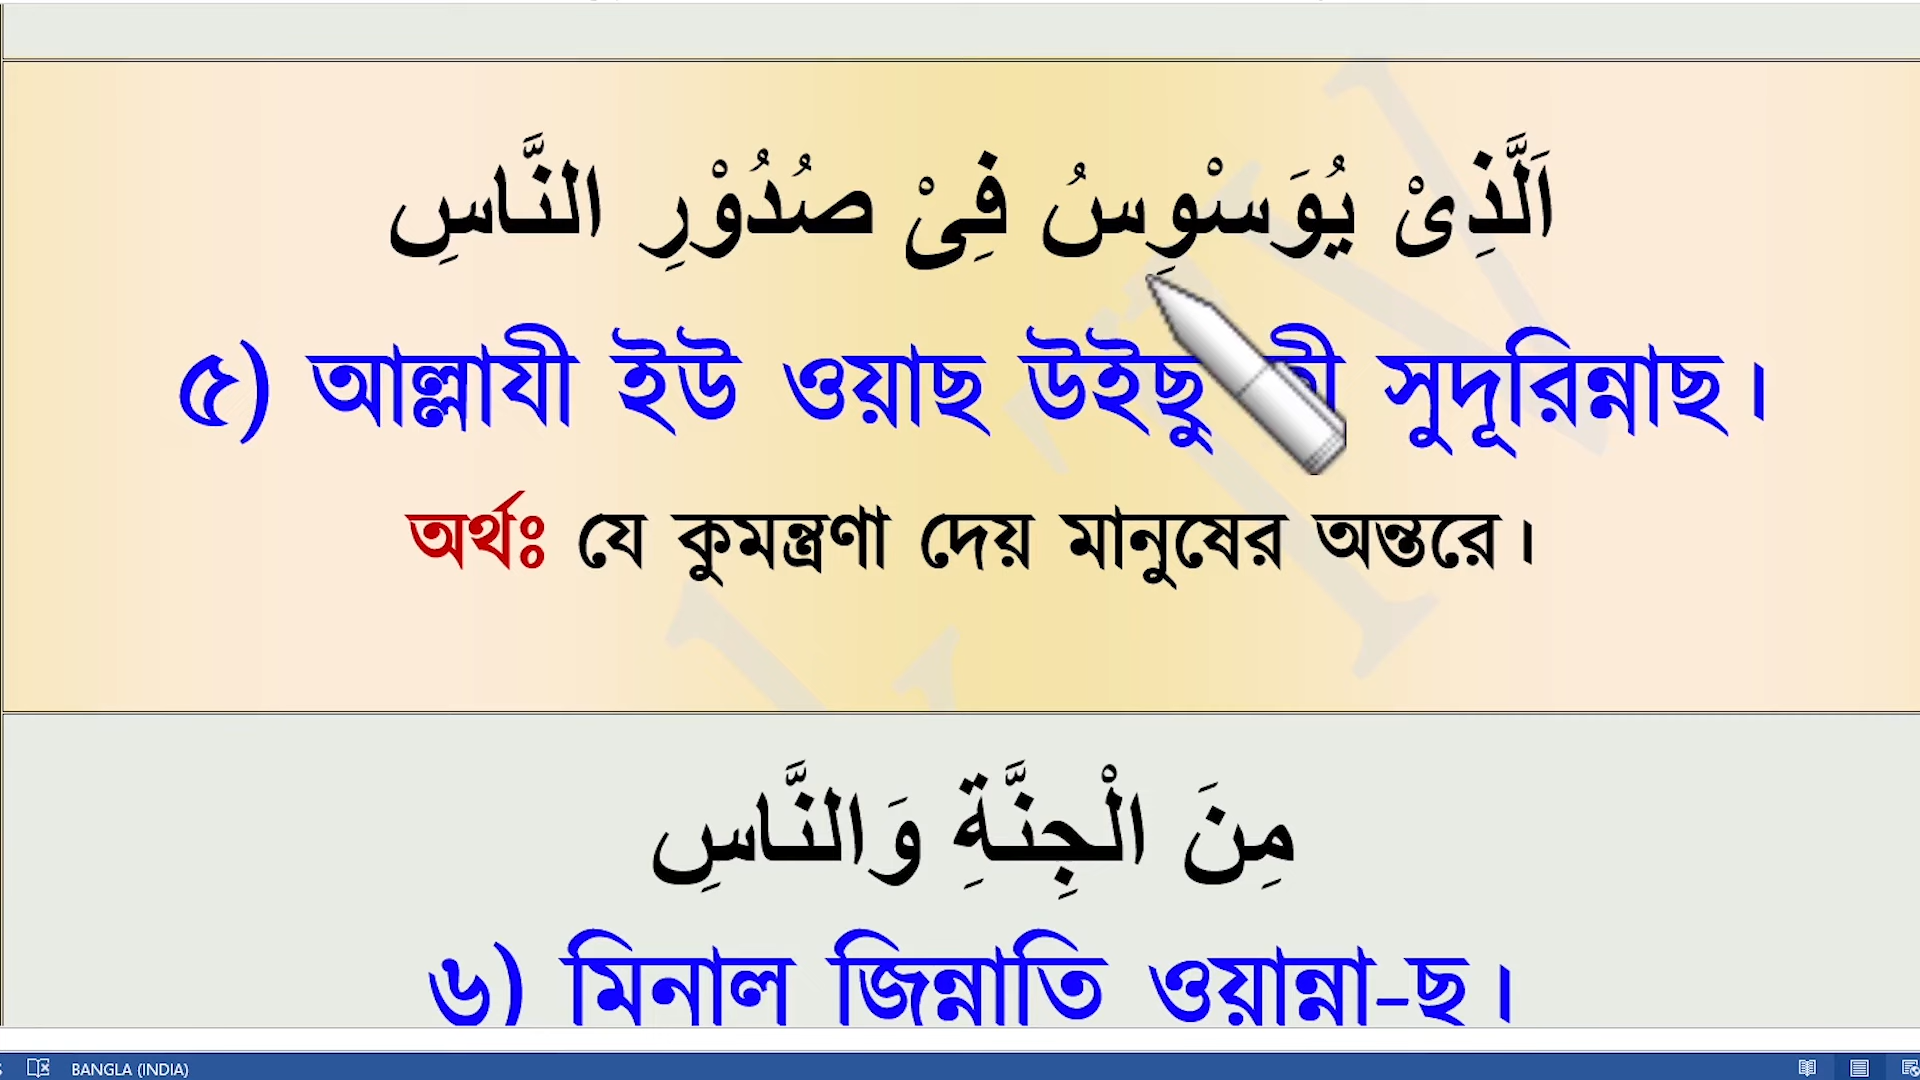 اَلَّذِىْ يُوَسْوِسُ فِىْ صُدُوْرِ النَّاسِ
৫) আল্লাযী ইউ ওয়াছ উইছু সুদূরিন্নাছ।
অর্থঃ যে কুমন্ত্রণা দেয় মানুষের অন্তরে।
مِنَ الْجِنَّةِ وَالنَّاسِ
৬) মিনাল জিন্নাতি ওয়ান্না-ছ।
BANGLA (INDIA)